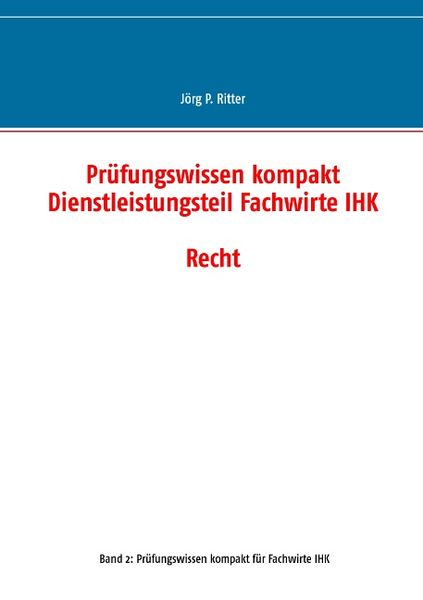 Jörg P. Ritter
Prüfungswissen kompakt
Dienstleistungsteil Fachwirte IHK
Recht
Band 2: Prüfungswissen kompakt für Fachwirte IHK